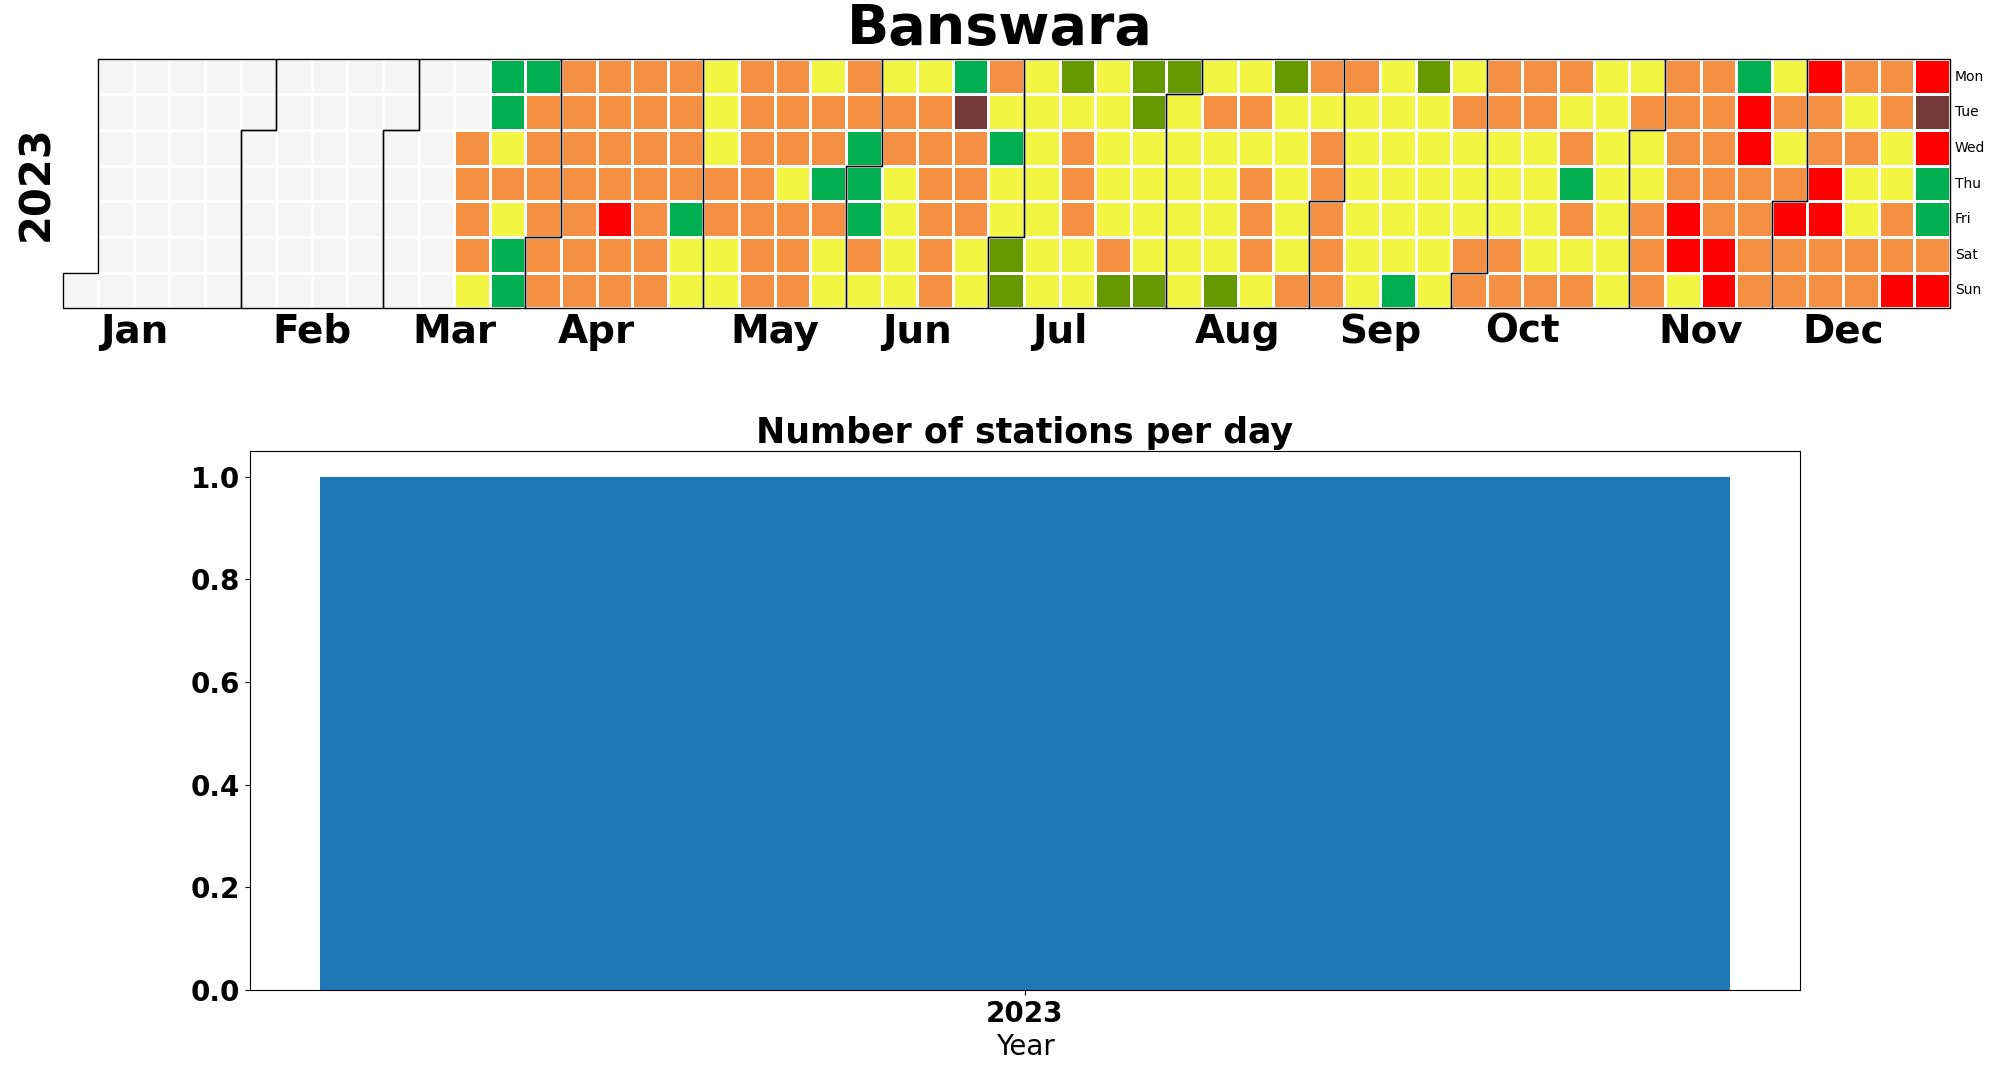 Banswara
2023
Mon
Tue
Wed
Thu
Fri
Sat
Sun
Jan Feb Mar Apr May Jun Jul Aug Sep Oct Nov Dec
Number of stations per day
1.0
0.8
0.6
0.4
0.2
0.0
2023
Year